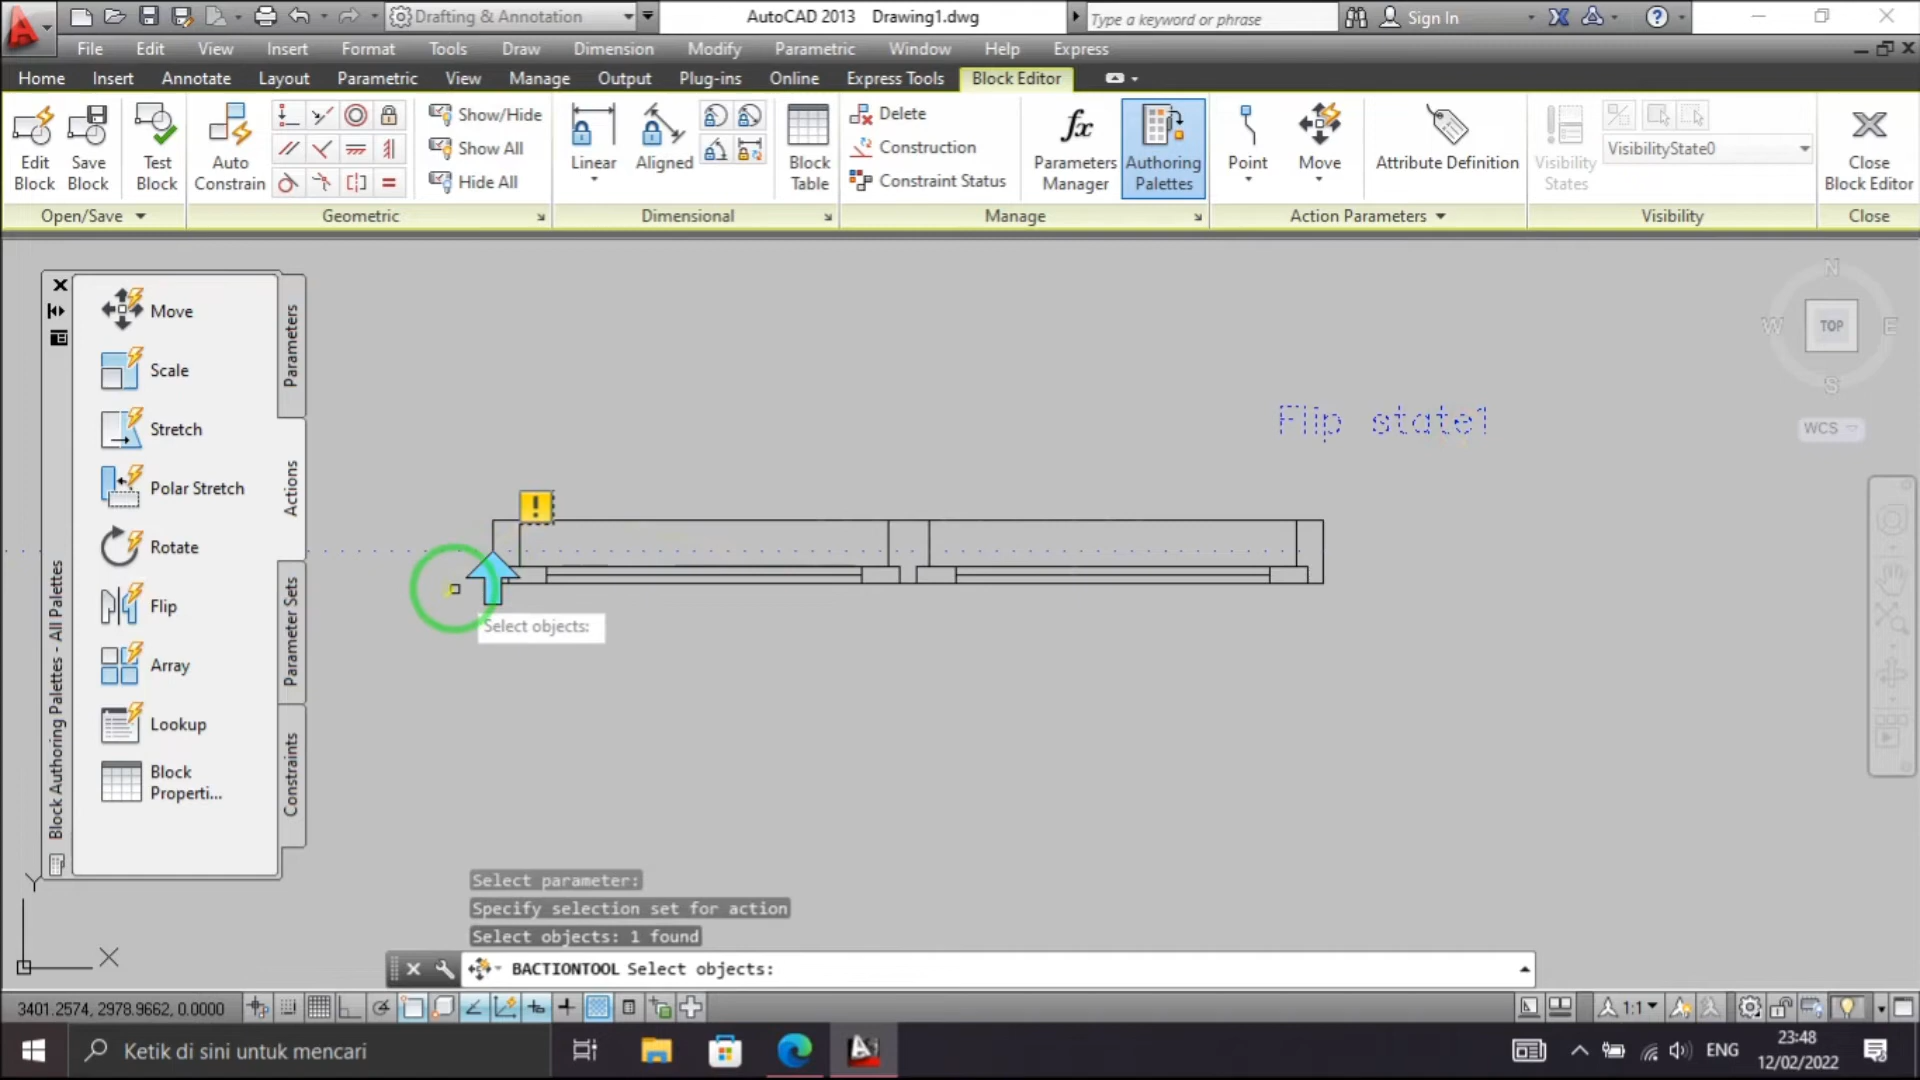 Drafting & Annotation
AutoCAD 2013 Drawing1.dwg
Type a keyword or phrase
Sign In
File Edit View Insert Format Tools Draw Dimension Modify Parametric Window Help Express
Home Insert Annotate Layout Parametric View Manage Output Plug-ins Online Express Tools Block Editor
Edit Block
Save Block
Test Block
Auto Constrain
Show/Hide
Show All
Hide All
Linear
Aligned
Block Table
Delete
Construction
Constraint Status
fx
Parameters Manager
Authoring Palettes
Point
Move
Attribute Definition
Visibility States
VisibilityState0
Close Block Editor
Open/Save
Geometric
Dimensional
Manage
Action Parameters
Visibility
Close
Move
Scale
Stretch
Polar Stretch
Rotate
Flip
Array
Lookup
Block Properti...
Parameters
Actions
Parameter Sets
Constraints
Block Authoring Palettes - All Palettes
Flip state1
!
Select objects:
N
W
TOP
E
S
WCS
Y
X
Select parameter:
Specify selection set for action
Select objects: 1 found
BACTIONTOOL Select objects:
3401.2574, 2978.9662, 0.0000
1:1
Ketik di sini untuk mencari
ENG
23:48
12/02/2022